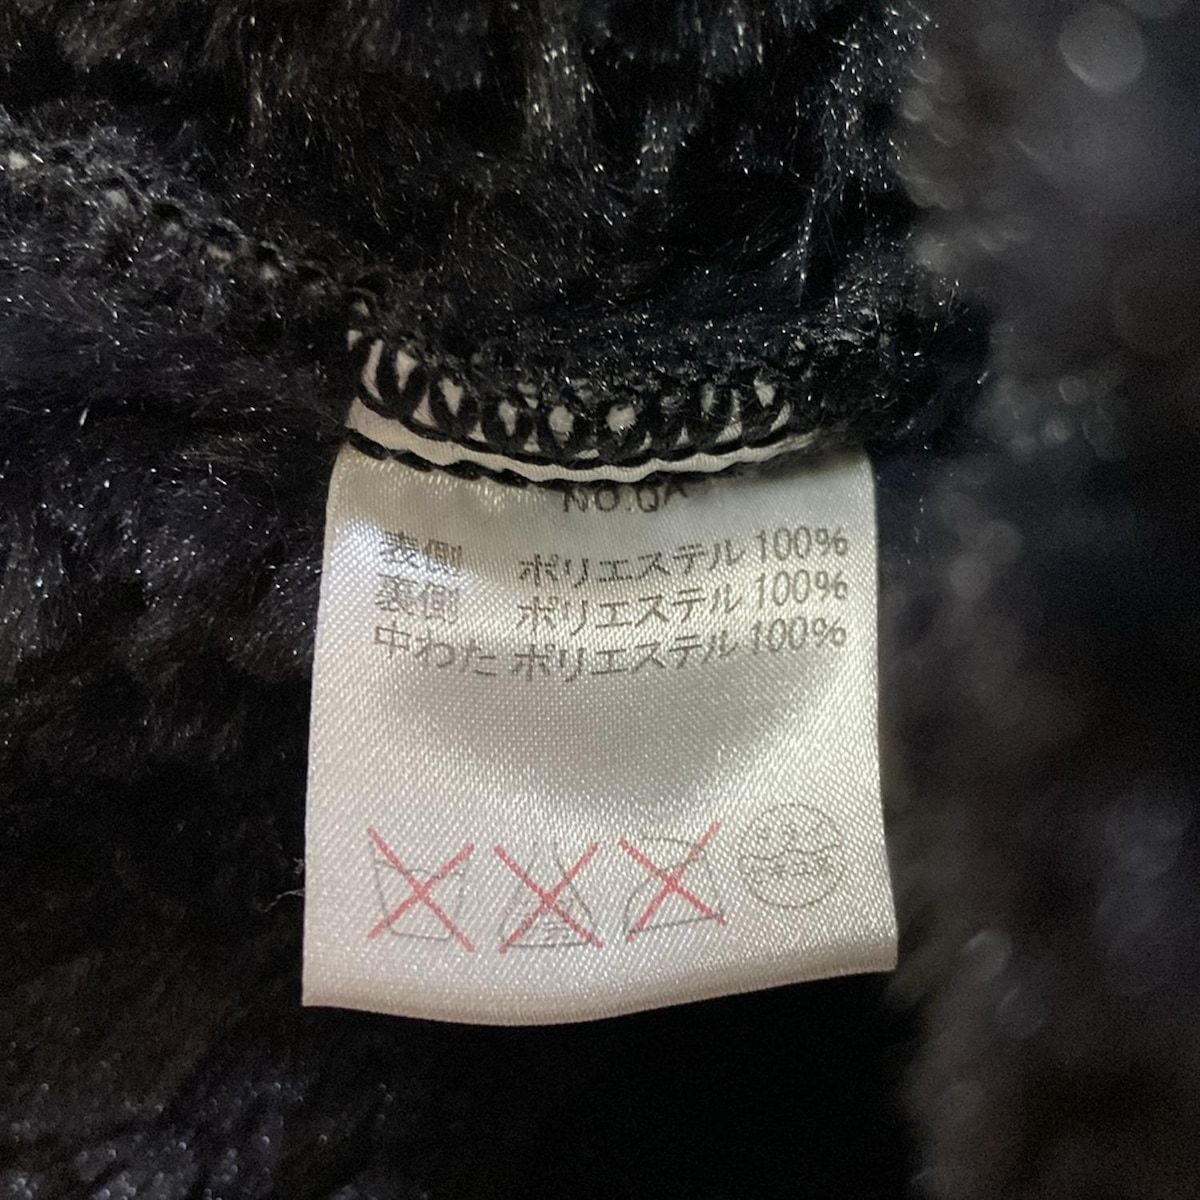 NO.QA
表側 ポリエステル 100%
裏側 ポリエステル 100%
中わた ポリエステル 100%